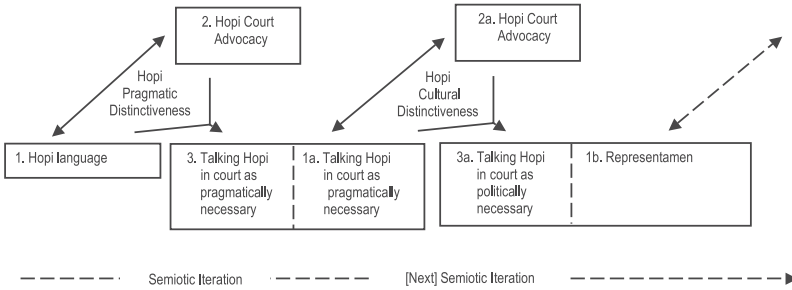 2. Hopi Court
Advocacy
2a. Hopi Court
Advocacy
Hopi
Pragmatic
Distinctiveness
Hopi
Cultural
Distinctiveness
1. Hopi language
3. Talking Hopi
in court as
pragmatically
necessary
1a. Talking Hopi
in court as
pragmatically
necessary
3a. Talking Hopi
in court as
politically
necessary
1b. Representamen
Semiotic Iteration
[Next] Semiotic Iteration